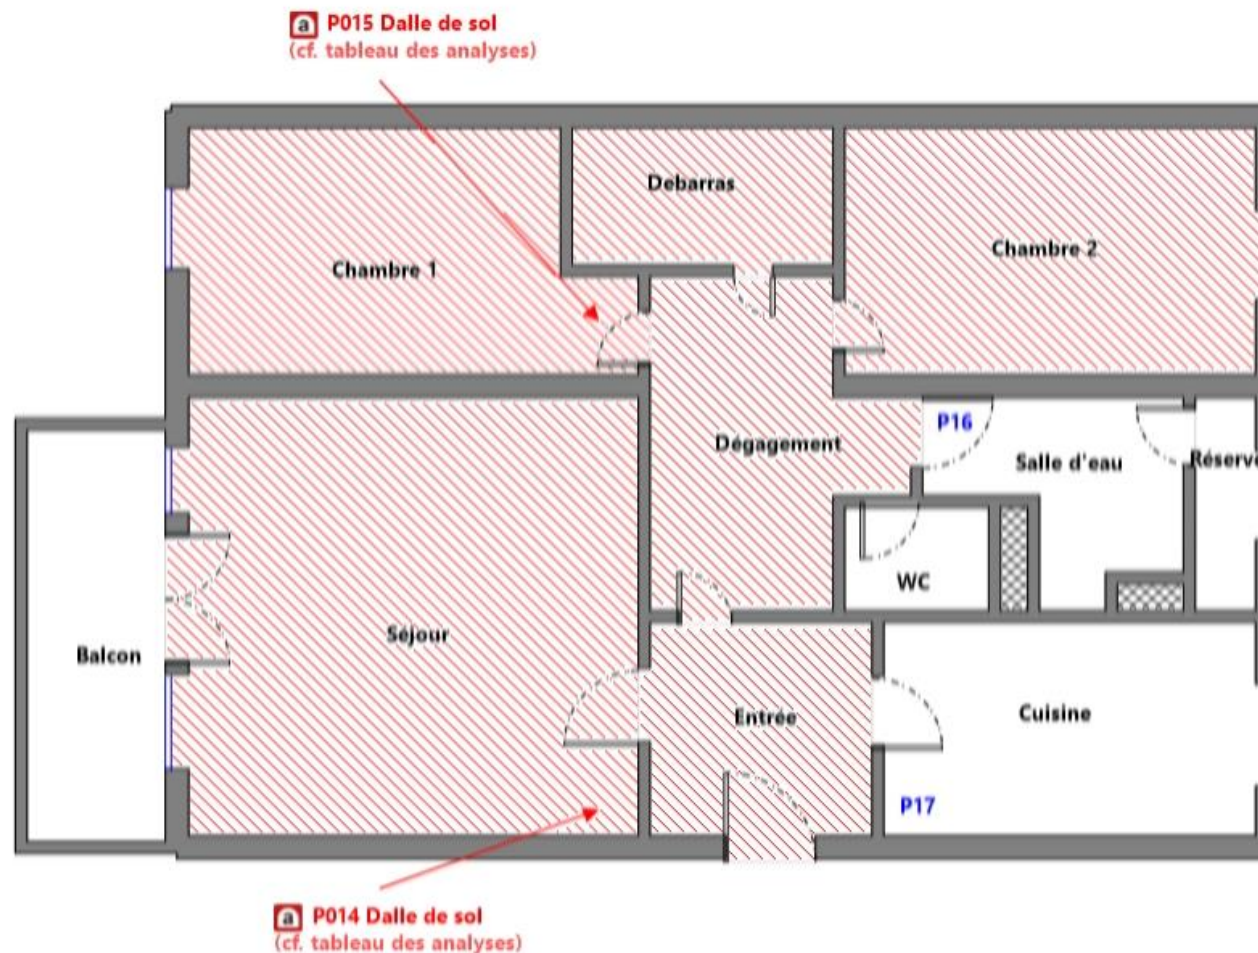 a P015 Dalle de sol
(cf. tableau des analyses)
Debarras
Chambre 2
Chambre 1
P16
Dégagement
Salle d'eau
Réserve
WC
Séjour
Balcon
Entrée
Cuisine
P17
a P014 Dalle de sol
(cf. tableau des analyses)